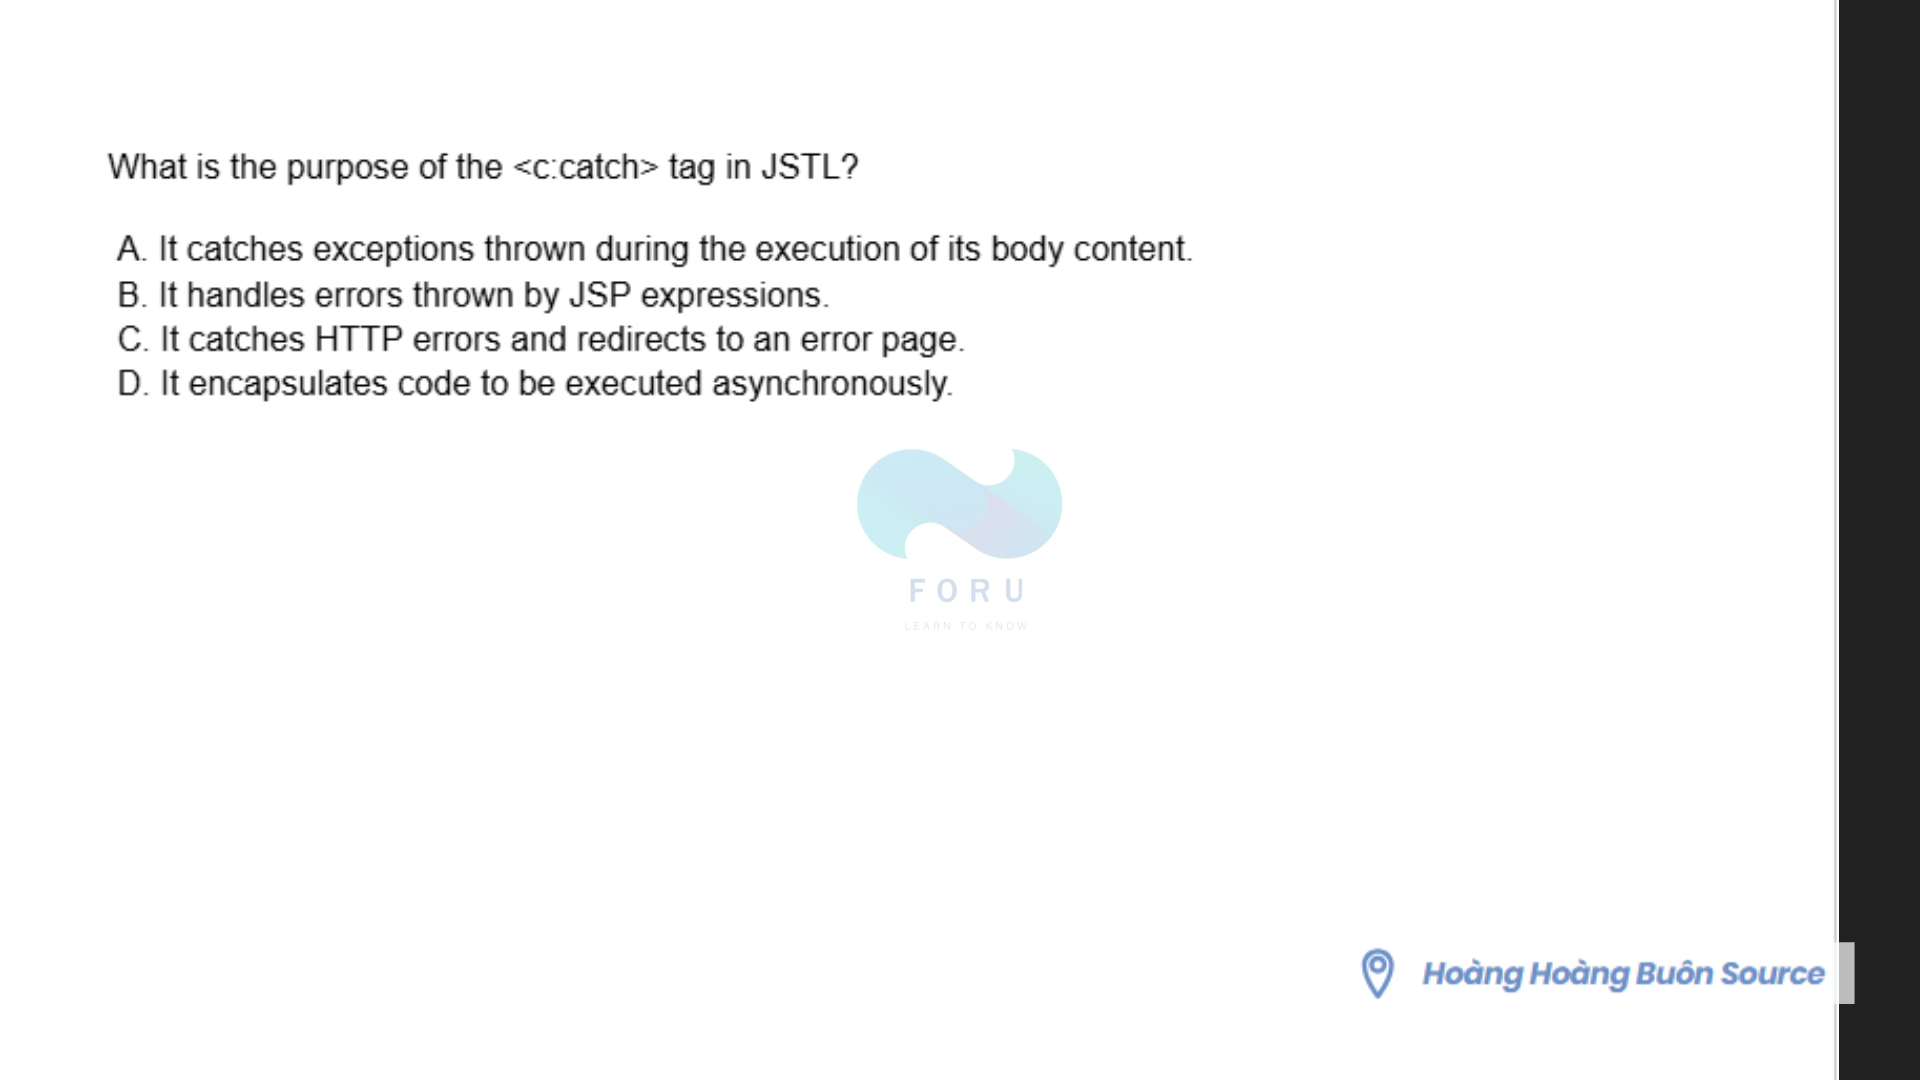 What is the purpose of the <c:catch> tag in JSTL?
A. It catches exceptions thrown during the execution of its body content.
B. It handles errors thrown by JSP expressions.
C. It catches HTTP errors and redirects to an error page.
D. It encapsulates code to be executed asynchronously.
FORU
LEARN TO KNOW
Hoàng Hoàng Buôn Source